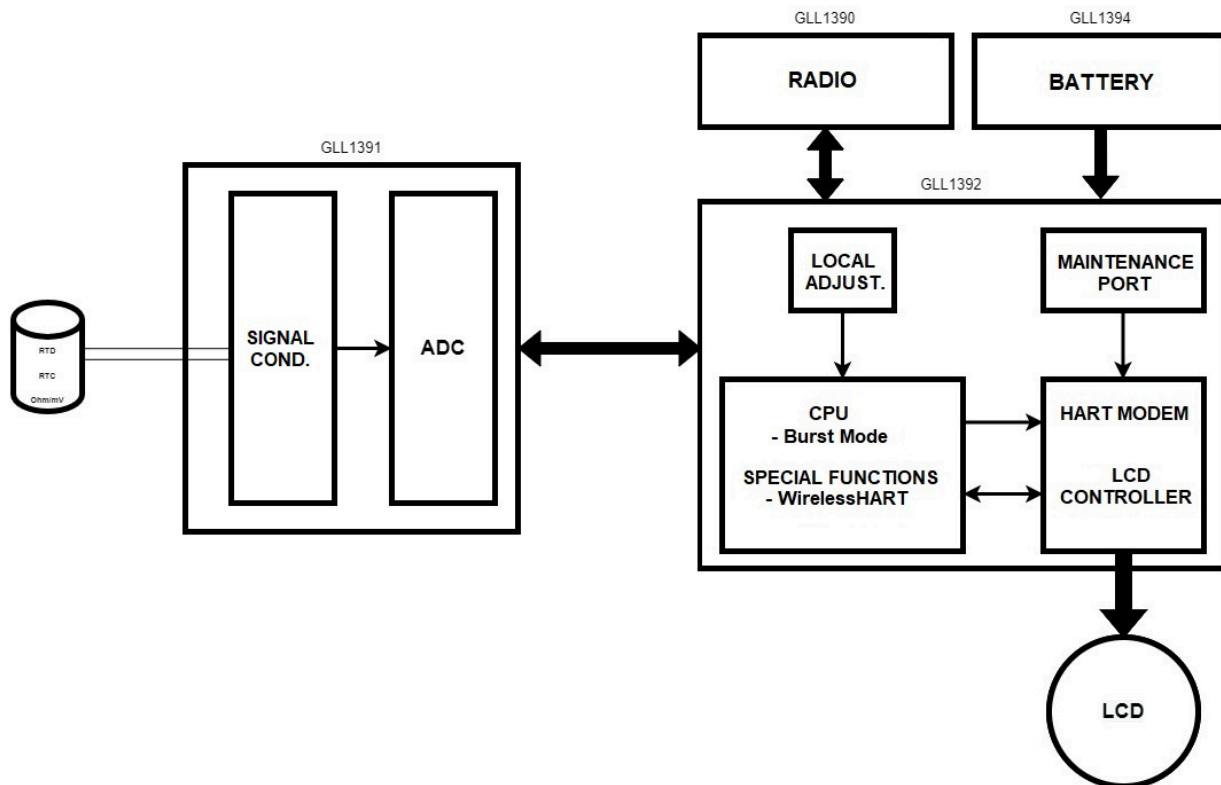 GLL1390
GLL1394
RADIO
BATTERY
GLL1391
GLL1392
LOCAL
ADJUST.
MAINTENANCE
PORT
SIGNAL
COND.
ADC
RTD
RTC
Ohm/mV
CPU
- Burst Mode
SPECIAL FUNCTIONS
- WirelessHART
HART MODEM
LCD
CONTROLLER
LCD